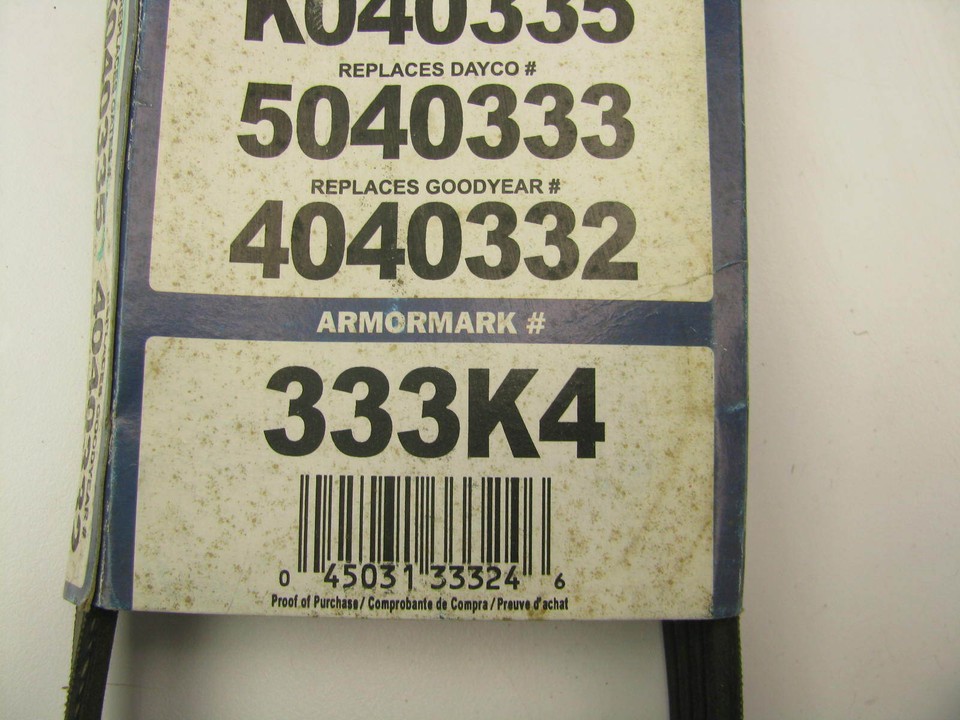 K040335
REPLACES DAYCO #
5040333
REPLACES GOODYEAR #
4040332
ARMORMARK #
333K4
0 45031 33324 6
Proof of Purchase / Comprobante de Compra / Preuve d'achat